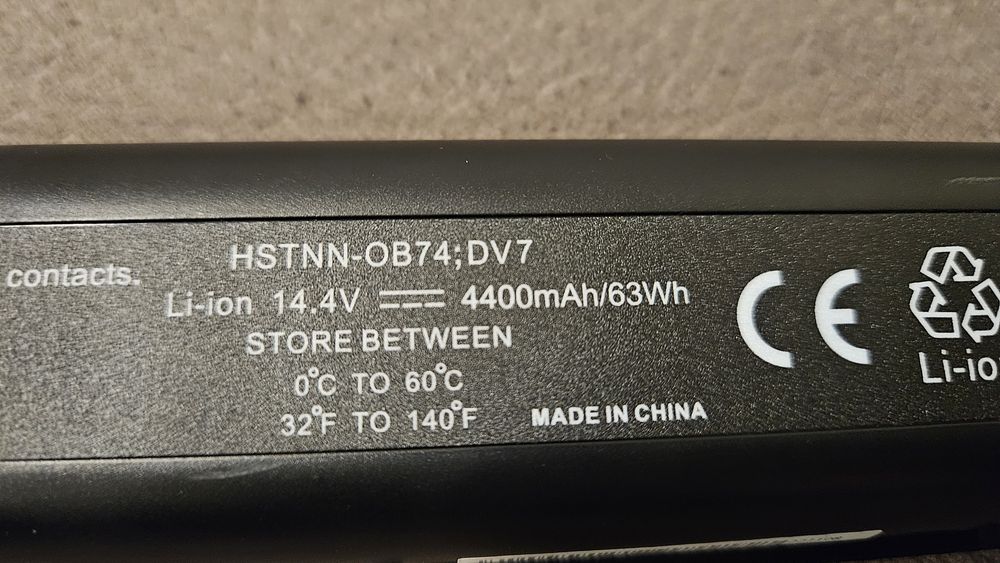 contacts.
HSTNN-OB74;DV7
Li-ion 14.4V ⎓ 4400mAh/63Wh
STORE BETWEEN
0°C TO 60°C
32°F TO 140°F
MADE IN CHINA
CE
Li-io